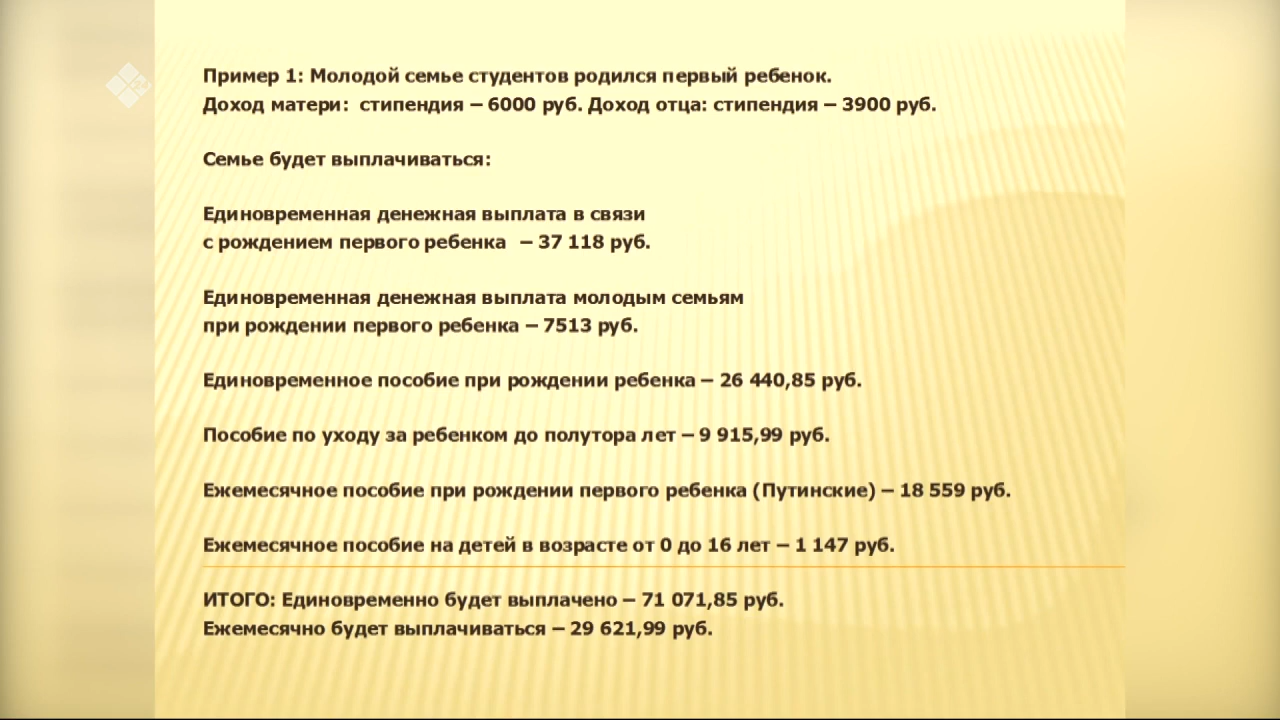 Пример 1: Молодой семье студентов родился первый ребенок.
Доход матери: стипендия – 6000 руб. Доход отца: стипендия – 3900 руб.
Семье будет выплачиваться:
Единовременная денежная выплата в связи
с рождением первого ребенка – 37 118 руб.
Единовременная денежная выплата молодым семьям
при рождении первого ребенка – 7513 руб.
Единовременное пособие при рождении ребенка – 26 440,85 руб.
Пособие по уходу за ребенком до полутора лет – 9 915,99 руб.
Ежемесячное пособие при рождении первого ребенка (Путинские) – 18 559 руб.
Ежемесячное пособие на детей в возрасте от 0 до 16 лет – 1 147 руб.
ИТОГО: Единовременно будет выплачено – 71 071,85 руб.
Ежемесячно будет выплачиваться – 29 621,99 руб.